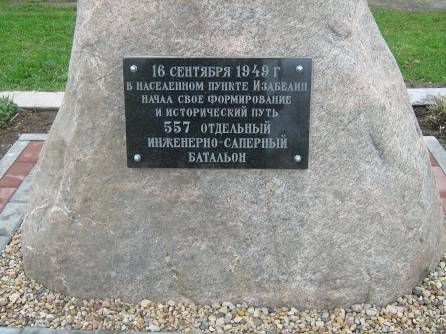 16 СЕНТЯБРЯ 1949 Г
В НАСЕЛЕННОМ ПУНКТЕ ИЗАБЕЛИН
НАЧАЛ СВОЕ ФОРМИРОВАНИЕ
И ИСТОРИЧЕСКИЙ ПУТЬ
557 ОТДЕЛЬНЫЙ
ИНЖЕНЕРНО-САПЕРНЫЙ
БАТАЛЬОН